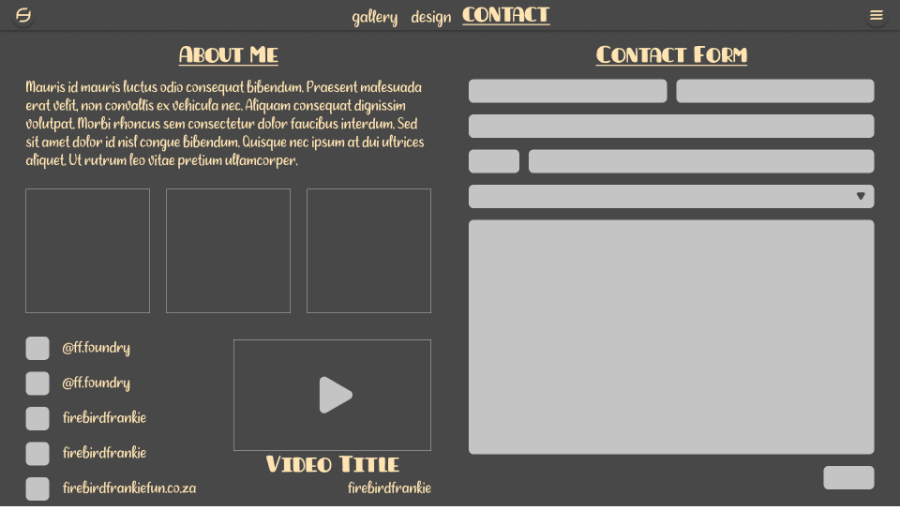 gallery design CONTACT
About Me
Mauris id mauris luctus odio consequat bibendum. Praesent malesuada
erat velit, non convallis ex vehicula nec. Aliquam consequat dignissim
volutpat. Morbi rhoncus sem consectetur dolor faucibus interdum. Sed
sit amet dolor id nisl congue bibendum. Quisque nec ipsum at dui ultrices
aliquet. Ut rutrum leo vitae pretium ullamcorper.
@ff.foundry
@ff.foundry
firebirdfrankie
firebirdfrankie
firebirdfrankiefun.co.za
Video Title
firebirdfrankie
Contact Form